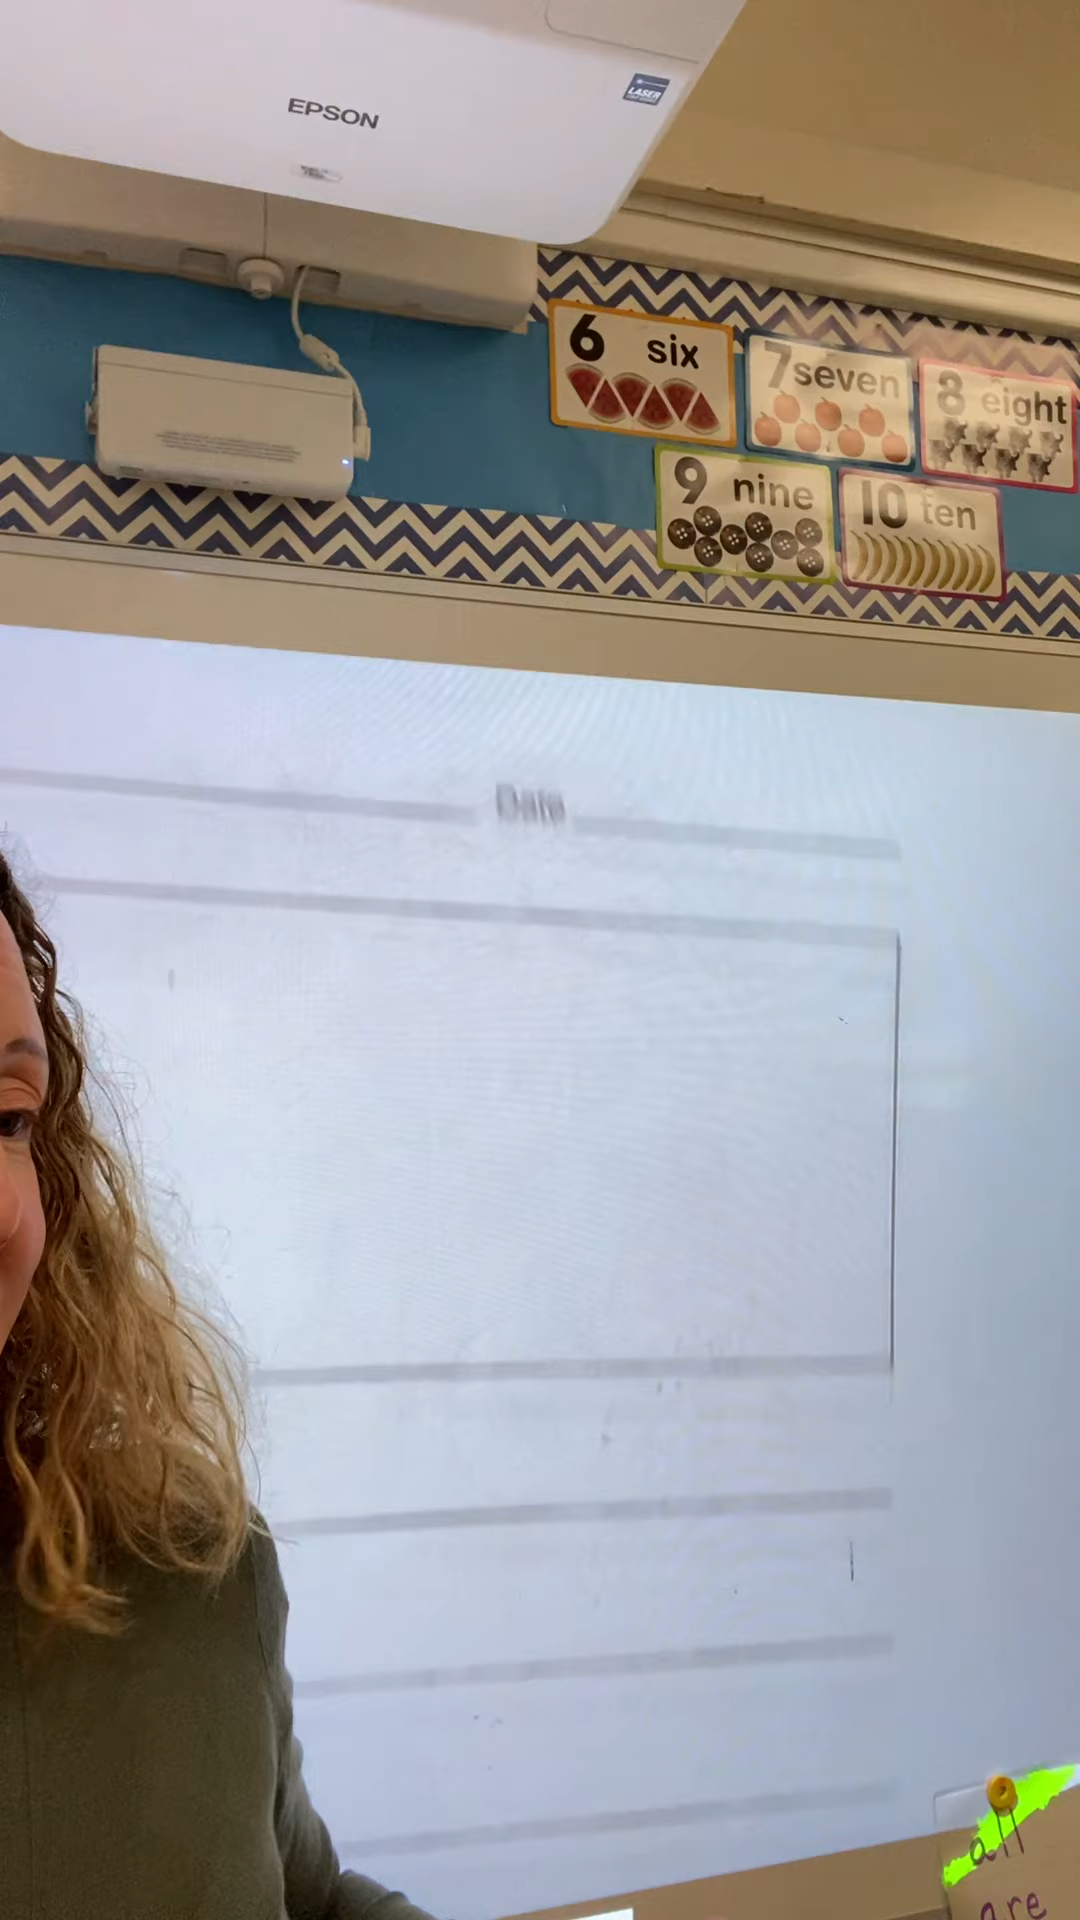 EPSON
LASER
6 six
7 seven
8 eight
9 nine
10 ten
Date
all
are